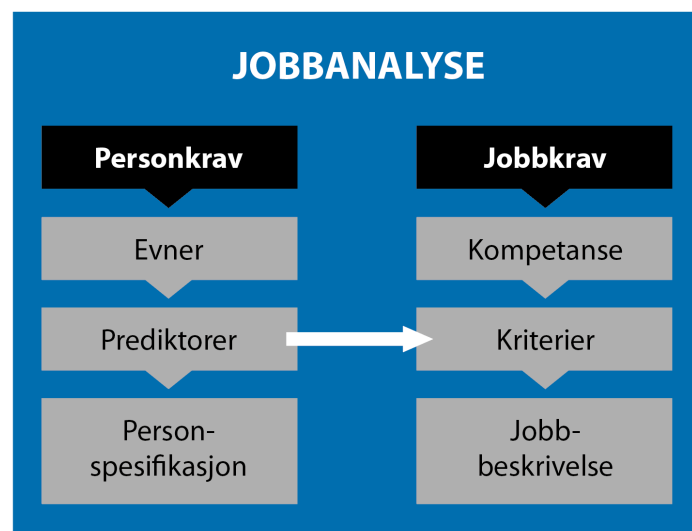 JOBBANALYSE
Personkrav
Evner
Prediktorer
Person-
spesifikasjon
Jobbkrav
Kompetanse
Kriterier
Jobb-
beskrivelse